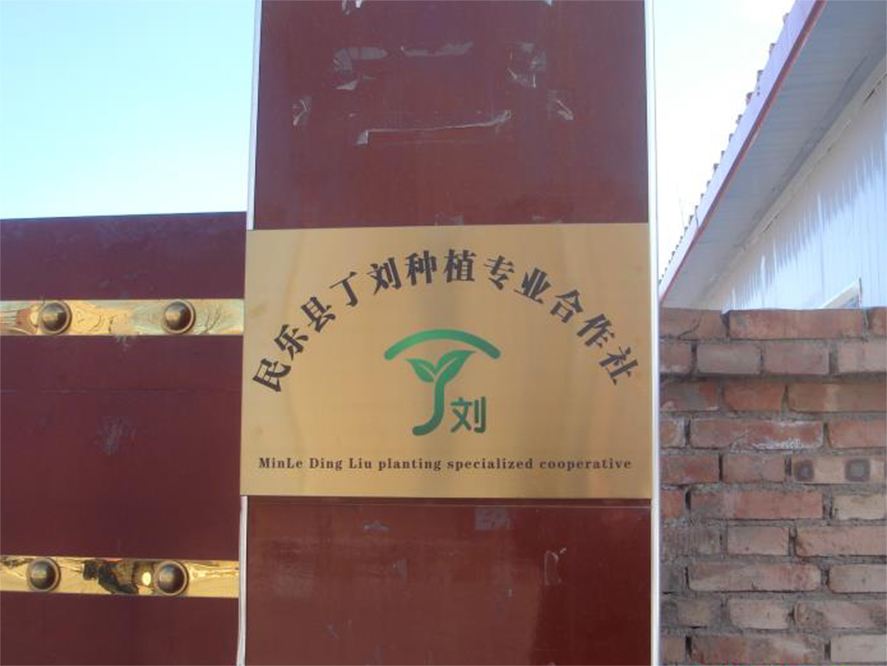 民乐县丁刘种植专业合作社
丁刘
MinLe Ding Liu planting specialized cooperative